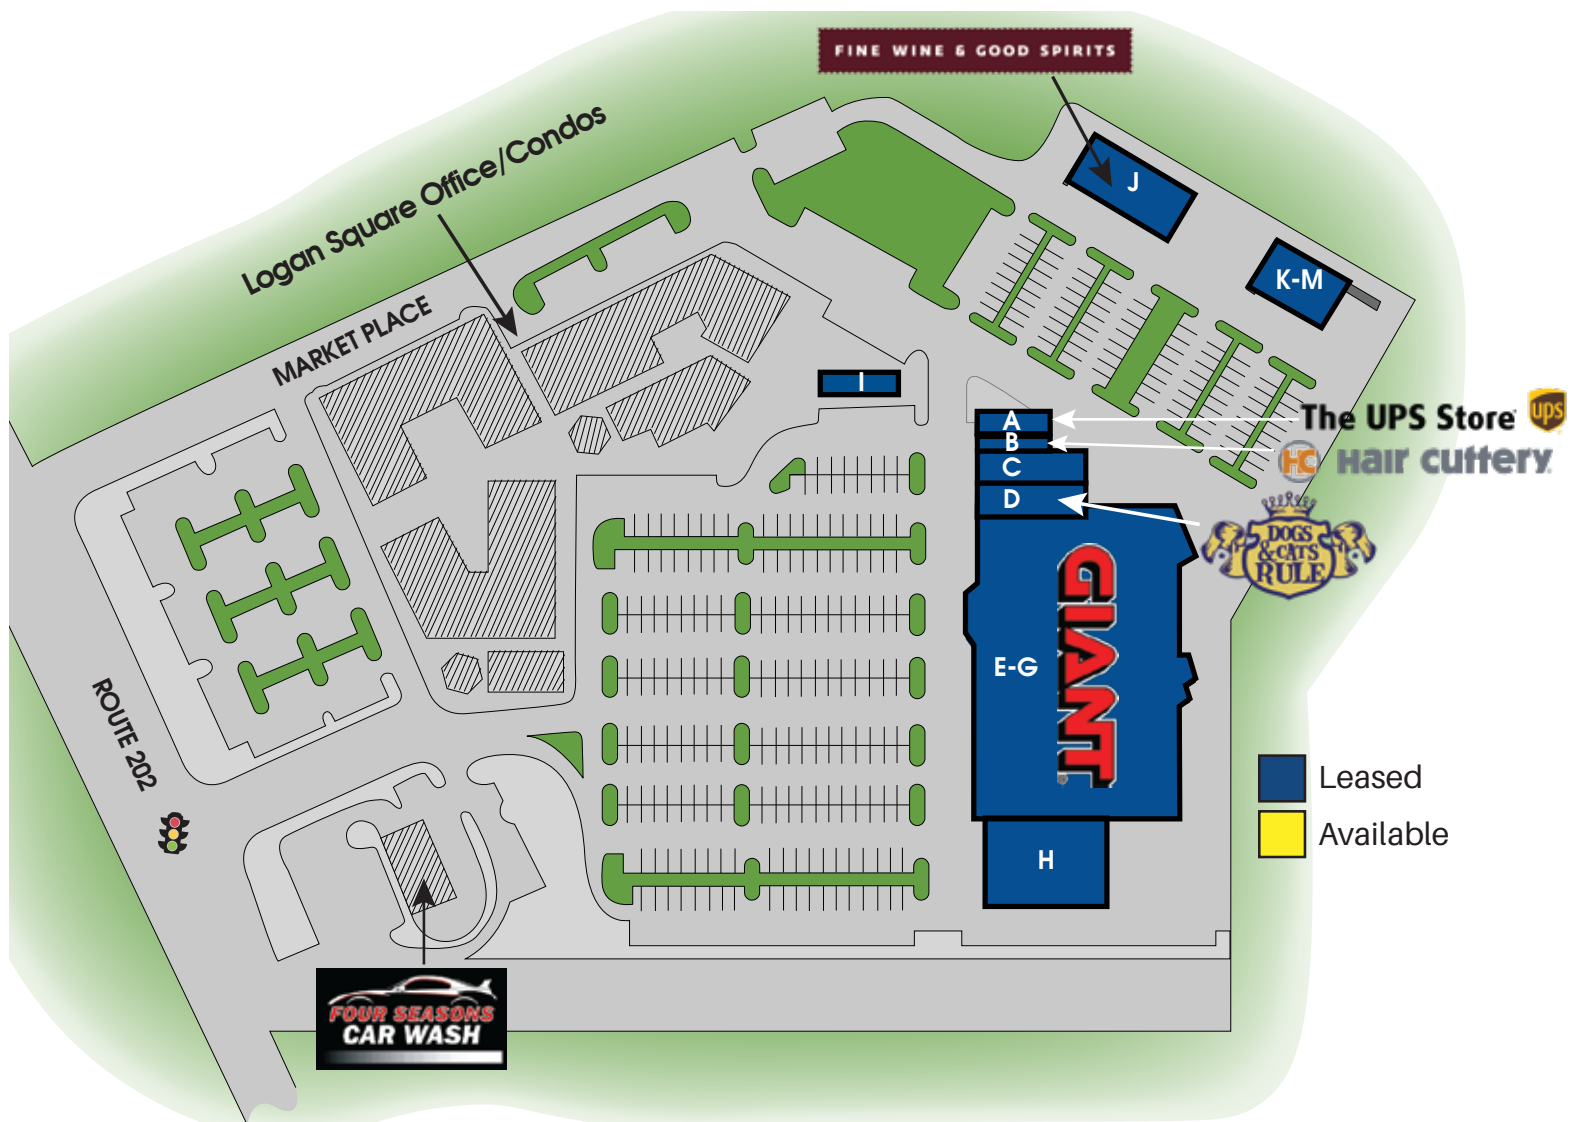 FINE WINE & GOOD SPIRITS
Logan Square Office/Condos
J
K-M
MARKET PLACE
I
A
The UPS Store
ups
B
HC Hair Cuttery
C
D
DOGS
& CATS
RULE
GIANT
E-G
ROUTE 202
Leased
Available
H
FOUR SEASONS
CAR WASH